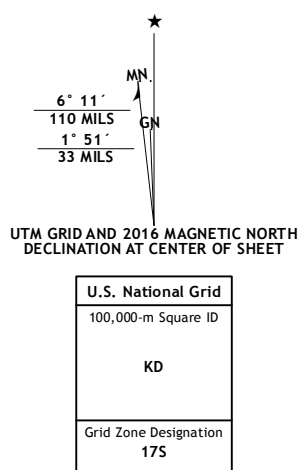 MN.
6° 11´
110 MILS
GN
1° 51´
33 MILS
UTM GRID AND 2016 MAGNETIC NORTH
DECLINATION AT CENTER OF SHEET
U.S. National Grid
100,000-m Square ID
KD
Grid Zone Designation
17S